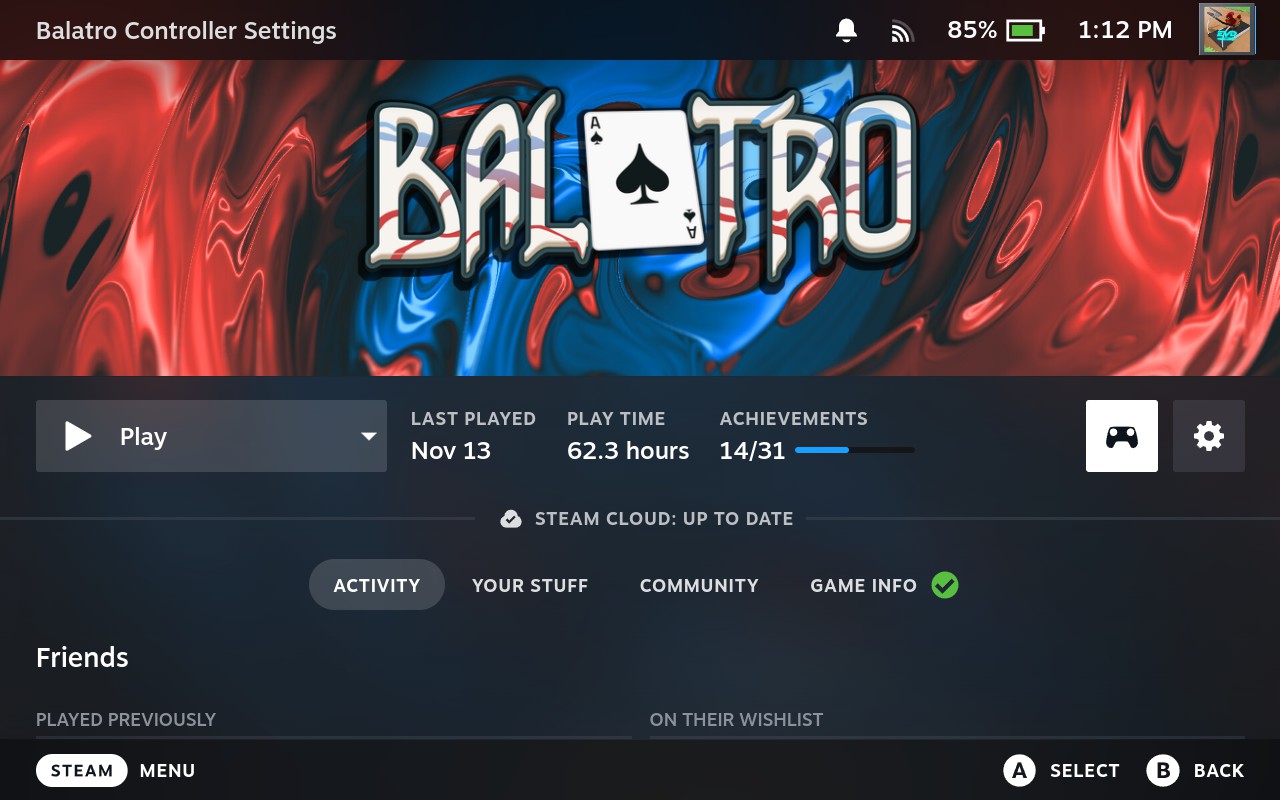 Balatro Controller Settings
85%
1:12 PM
BALATRO
A
A
Play
LAST PLAYED
Nov 13
PLAY TIME
62.3 hours
ACHIEVEMENTS
14/31
STEAM CLOUD: UP TO DATE
ACTIVITY
YOUR STUFF
COMMUNITY
GAME INFO
Friends
PLAYED PREVIOUSLY
ON THEIR WISHLIST
STEAM MENU
A SELECT
B BACK